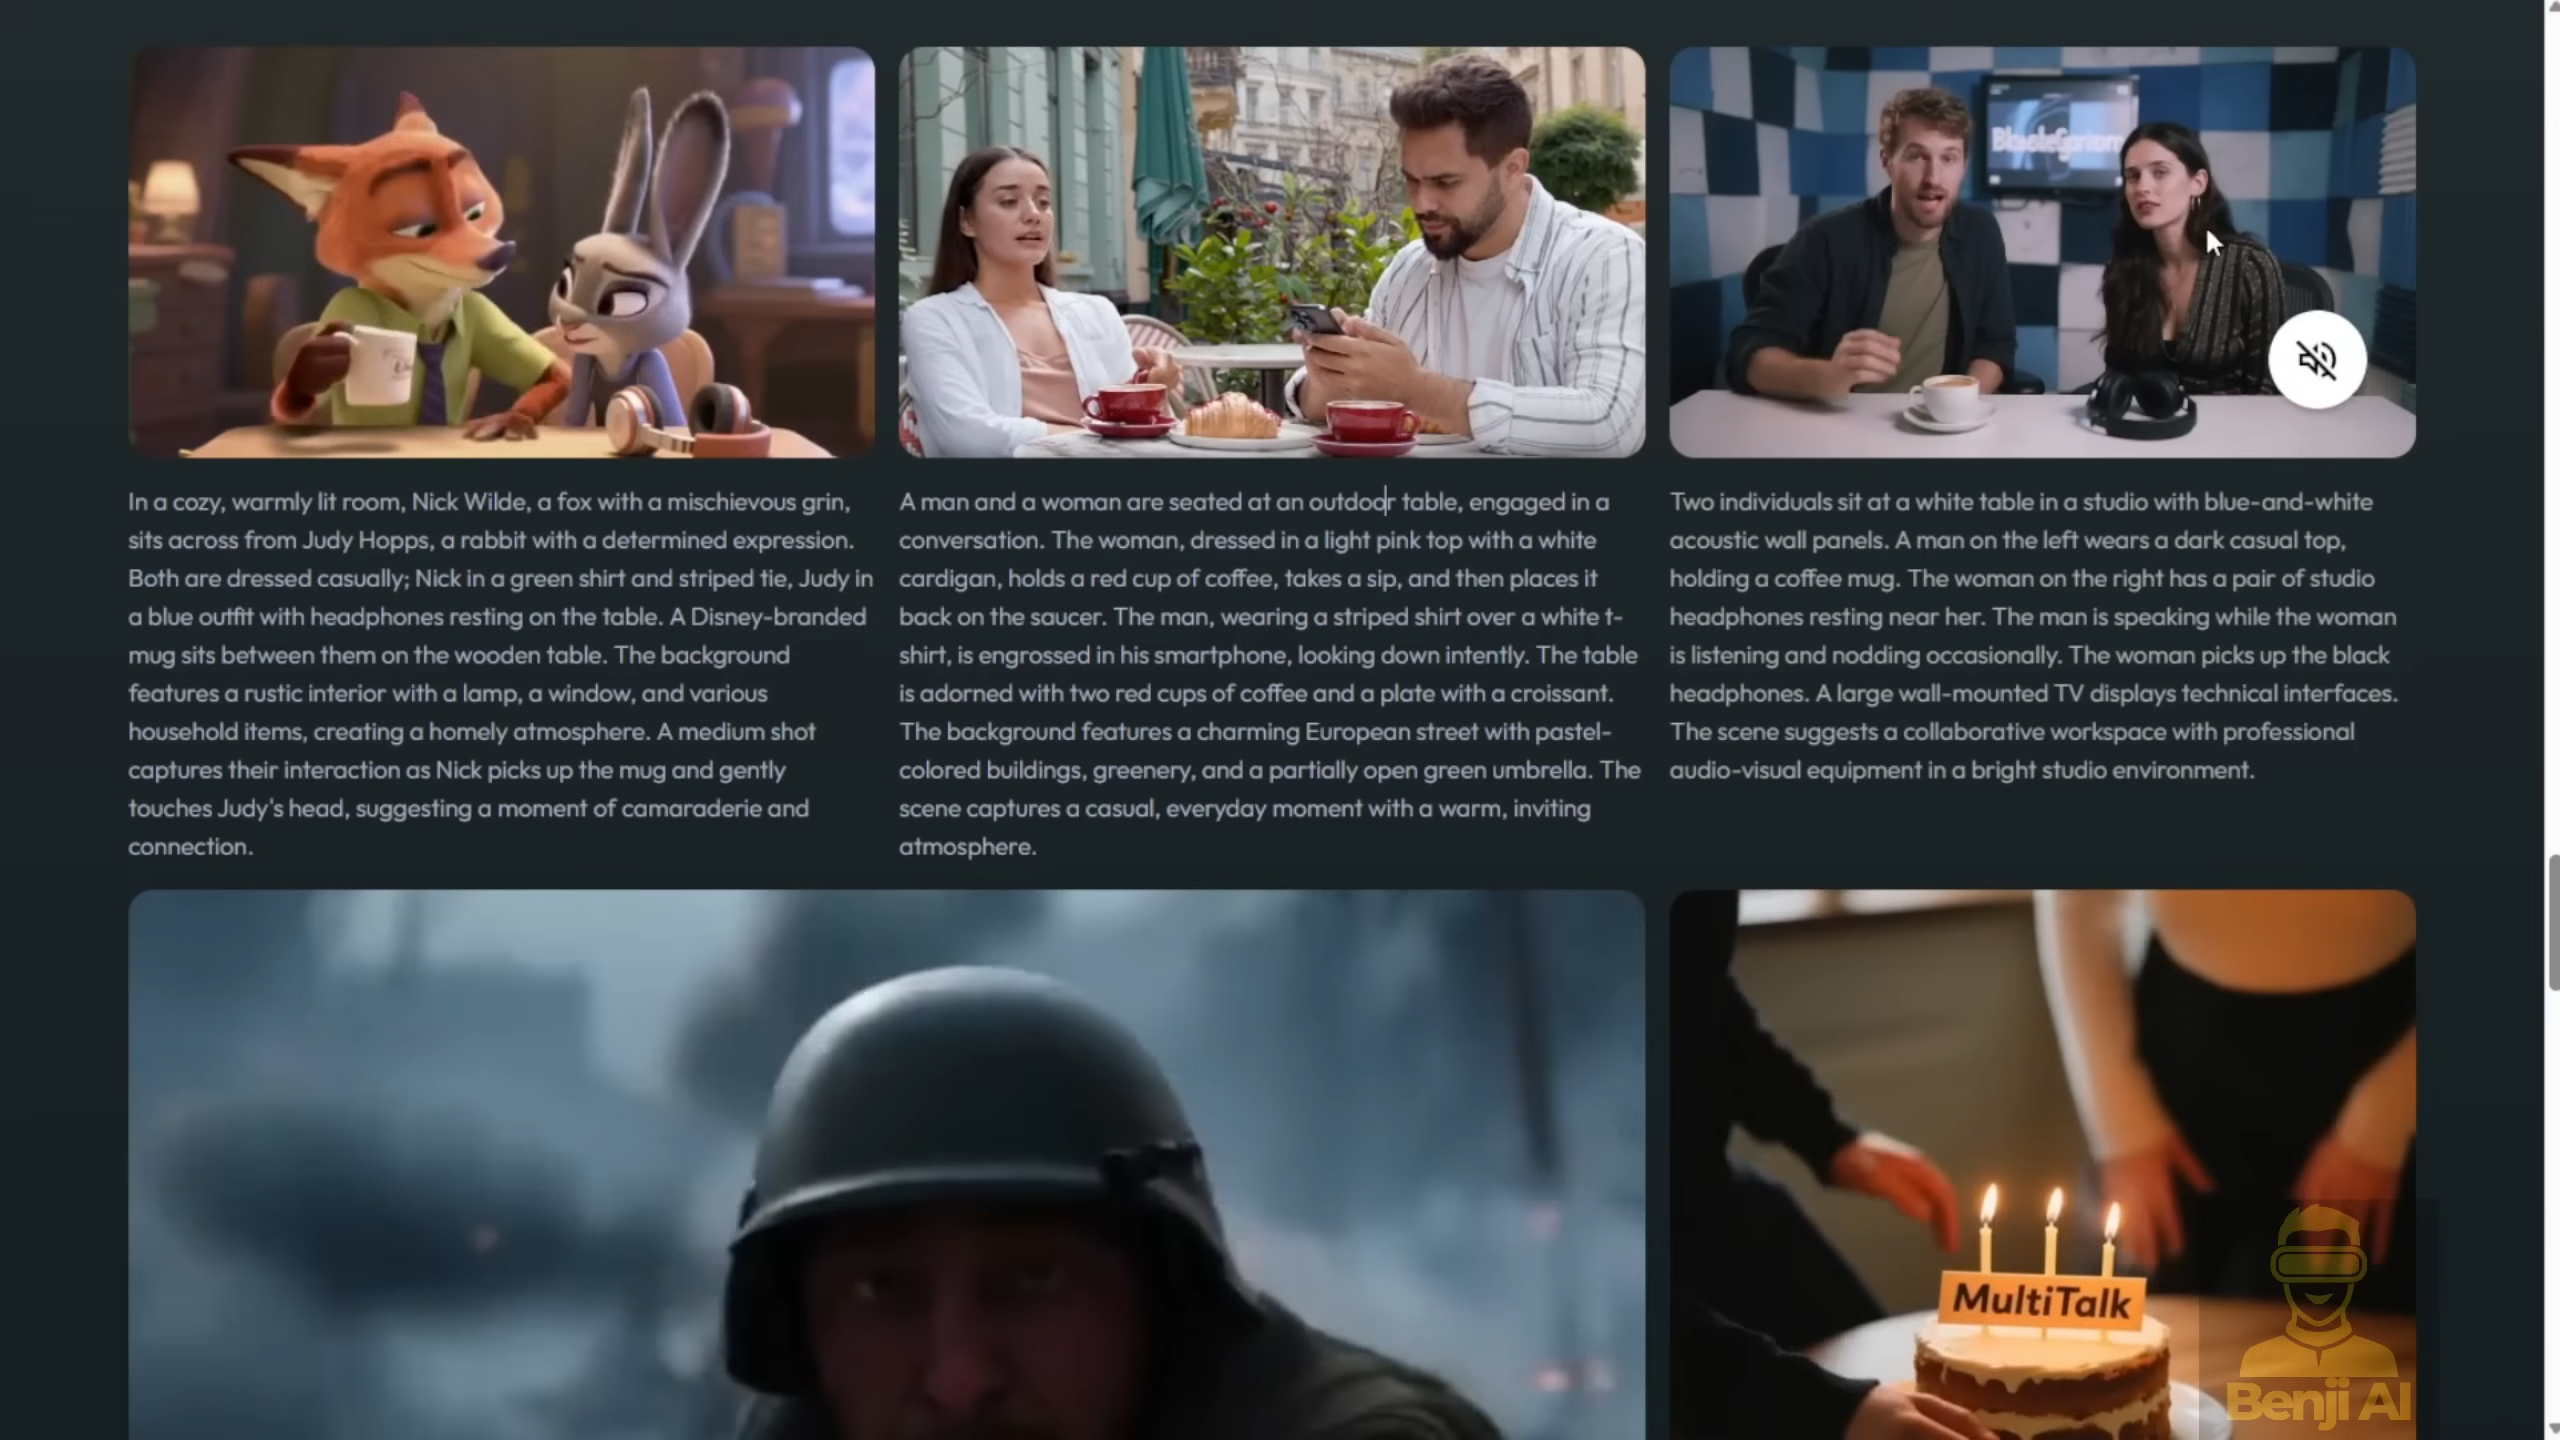 In a cozy, warmly lit room, Nick Wilde, a fox with a mischievous grin,
sits across from Judy Hopps, a rabbit with a determined expression.
Both are dressed casually; Nick in a green shirt and striped tie, Judy in
a blue outfit with headphones resting on the table. A Disney-branded
mug sits between them on the wooden table. The background
features a rustic interior with a lamp, a window, and various
household items, creating a homely atmosphere. A medium shot
captures their interaction as Nick picks up the mug and gently
touches Judy's head, suggesting a moment of camaraderie and
connection.
A man and a woman are seated at an outdoor table, engaged in a
conversation. The woman, dressed in a light pink top with a white
cardigan, holds a red cup of coffee, takes a sip, and then places it
back on the saucer. The man, wearing a striped shirt over a white t-
shirt, is engrossed in his smartphone, looking down intently. The table
is adorned with two red cups of coffee and a plate with a croissant.
The background features a charming European street with pastel-
colored buildings, greenery, and a partially open green umbrella. The
scene captures a casual, everyday moment with a warm, inviting
atmosphere.
Two individuals sit at a white table in a studio with blue-and-white
acoustic wall panels. A man on the left wears a dark casual top,
holding a coffee mug. The woman on the right has a pair of studio
headphones resting near her. The man is speaking while the woman
is listening and nodding occasionally. The woman picks up the black
headphones. A large wall-mounted TV displays technical interfaces.
The scene suggests a collaborative workspace with professional
audio-visual equipment in a bright studio environment.
MultiTalk
Benji AI